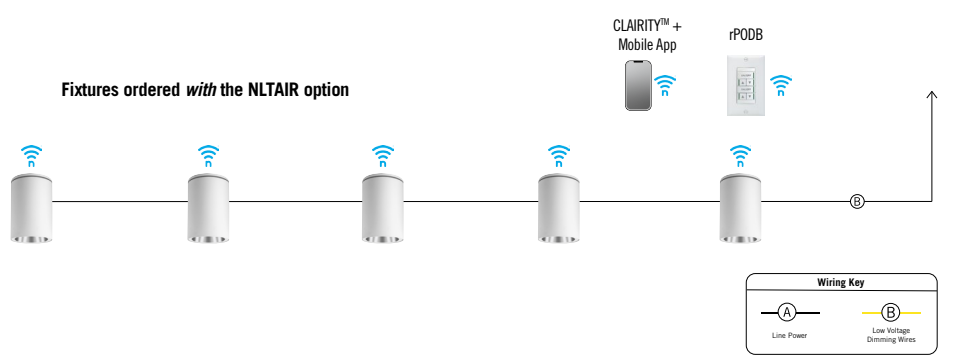 CLAIRITY™ +
Mobile App
rPODB
Fixtures ordered with the NLTAIR option
B
Wiring Key
A
B
Line Power
Low Voltage
Dimming Wires